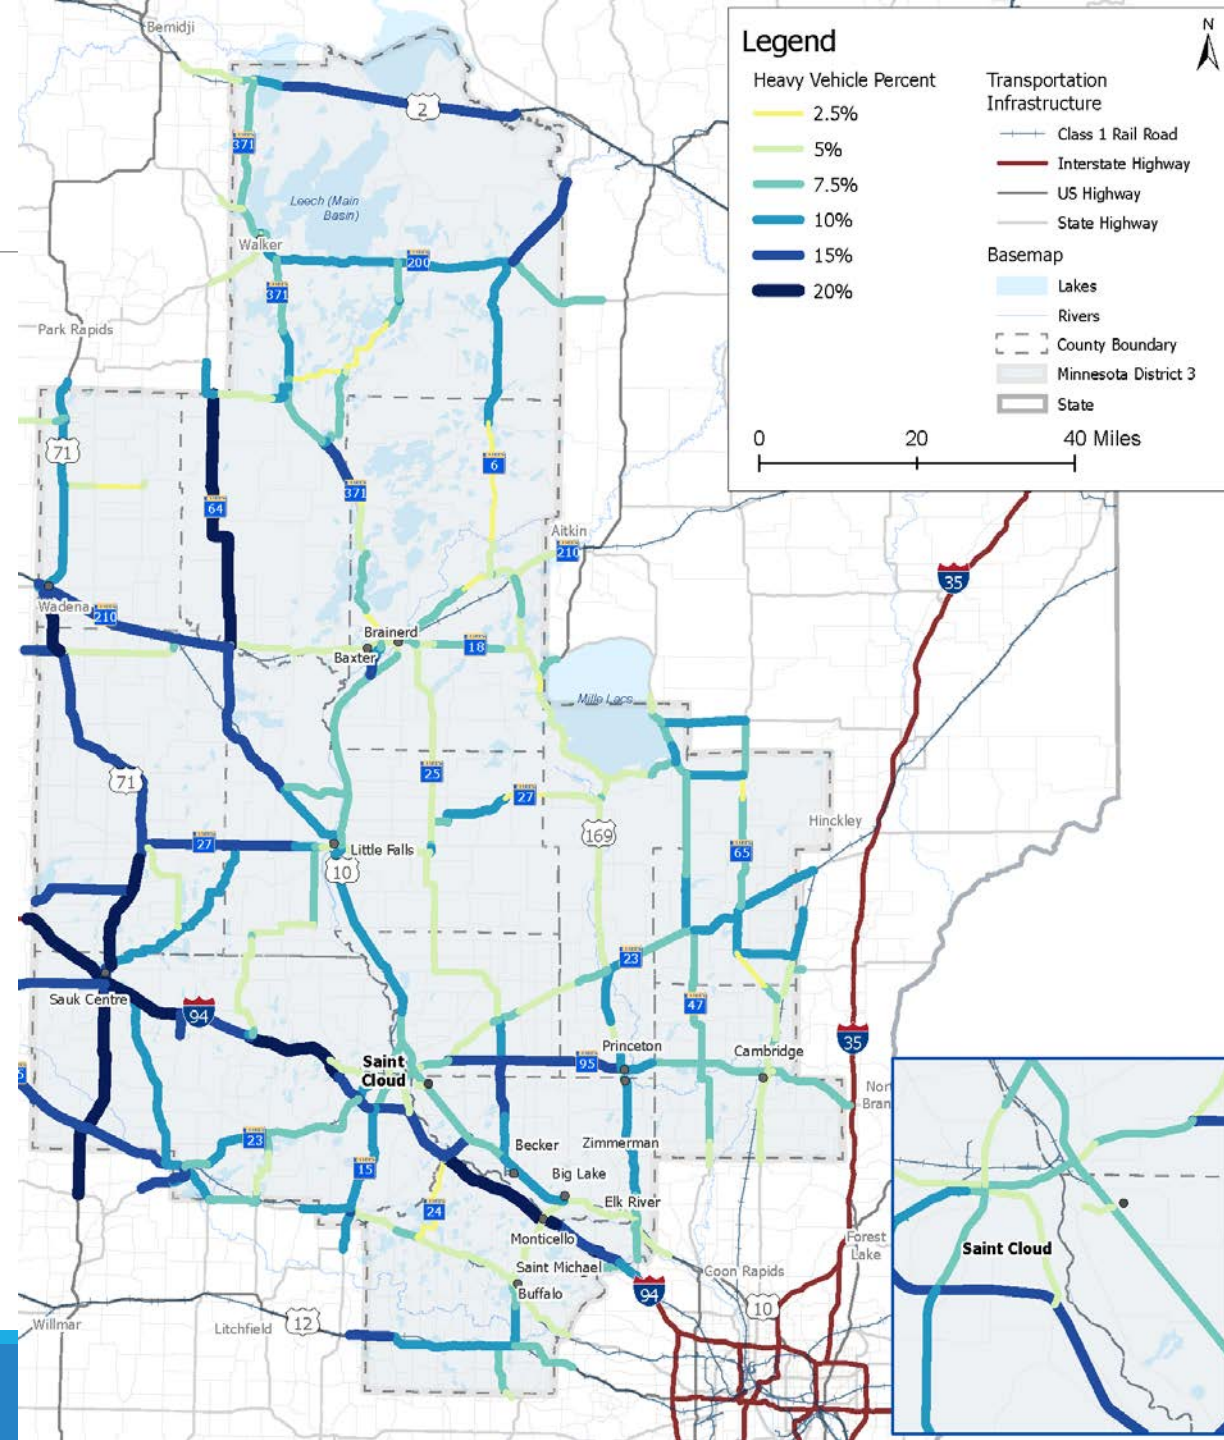 Legend
N
Heavy Vehicle Percent
2.5%
5%
7.5%
10%
15%
20%
Transportation
Infrastructure
Class 1 Rail Road
Interstate Highway
US Highway
State Highway
Basemap
Lakes
Rivers
County Boundary
Minnesota District 3
State
0
20
40 Miles
Bemidji
2
371
Leech (Main
Basin)
Walker
200
371
Park Rapids
71
6
371
64
Aitkin
210
35
Wadena
210
Brainerd
18
Baxter
Mille Lacs
71
25
27
169
Hinckley
27
65
Little Falls
10
23
Sauk Centre
94
47
35
Princeton
Cambridge
Saint
Cloud
95
Nor
Bran
23
Becker
Zimmerman
15
Big Lake
24
Elk River
Monticello
Forest
Lake
Saint Michael
Coon Rapids
Buffalo
94
10
Willmar
Litchfield
12
Saint Cloud